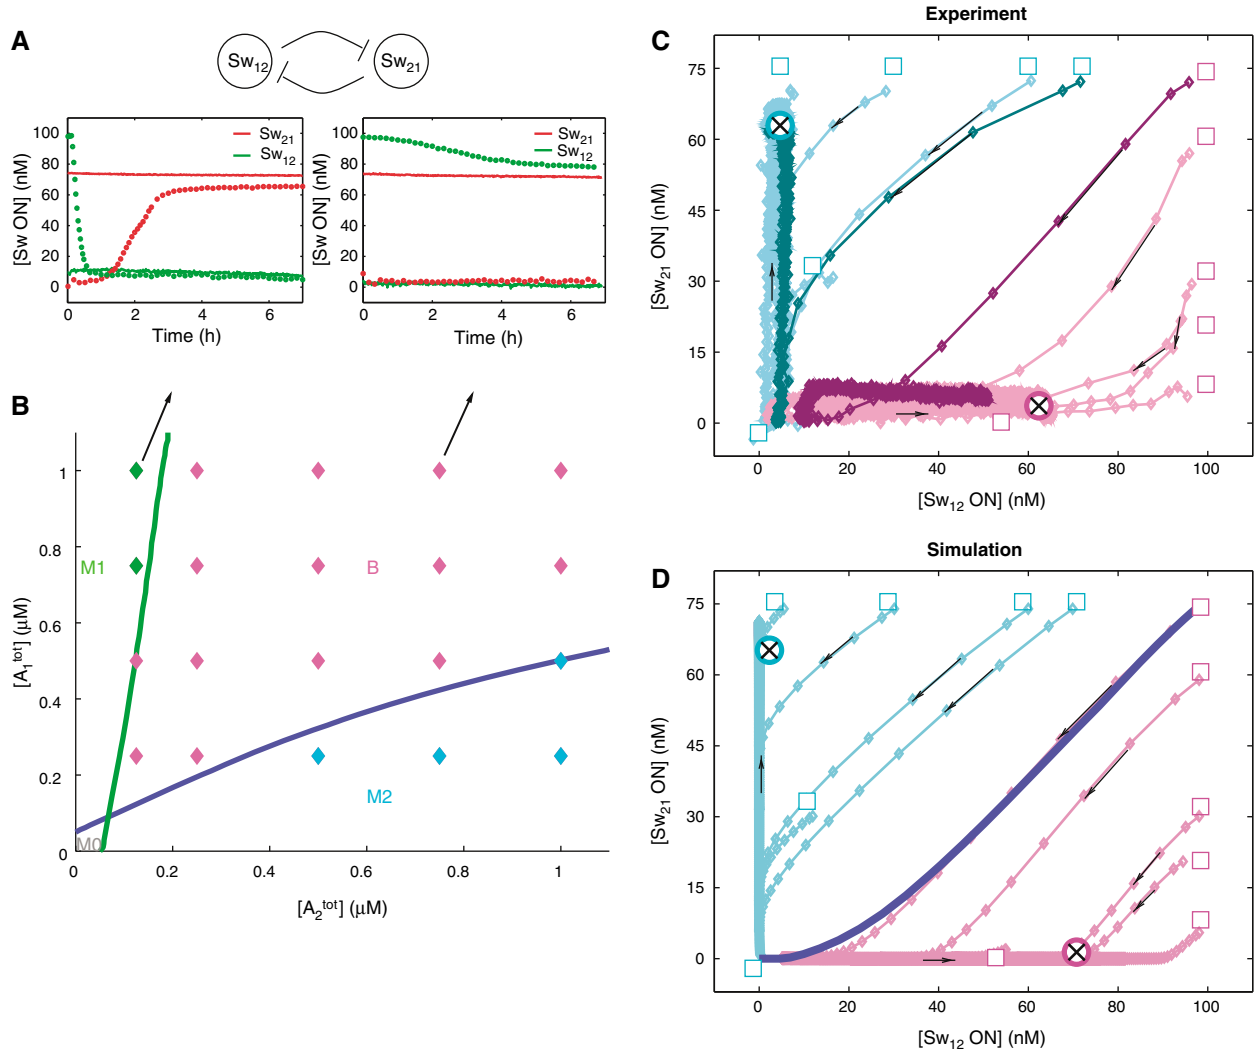 A
Sw12
Sw21
[Sw ON] (nM)
100
80
60
40
20
0
Sw21
Sw12
0
2
4
6
Time (h)
[Sw ON] (nM)
100
80
60
40
20
0
Sw21
Sw12
0
2
4
6
Time (h)
B
[A1tot] (μM)
1
0.8
0.6
0.4
0.2
0
M1
B
M2
M0
0
0.2
0.4
0.6
0.8
1
[A2tot] (μM)
Experiment
C
[Sw21 ON] (nM)
75
60
45
30
15
0
0
20
40
60
80
100
[Sw12 ON] (nM)
Simulation
D
[Sw21 ON] (nM)
75
60
45
30
15
0
0
20
40
60
80
100
[Sw12 ON] (nM)